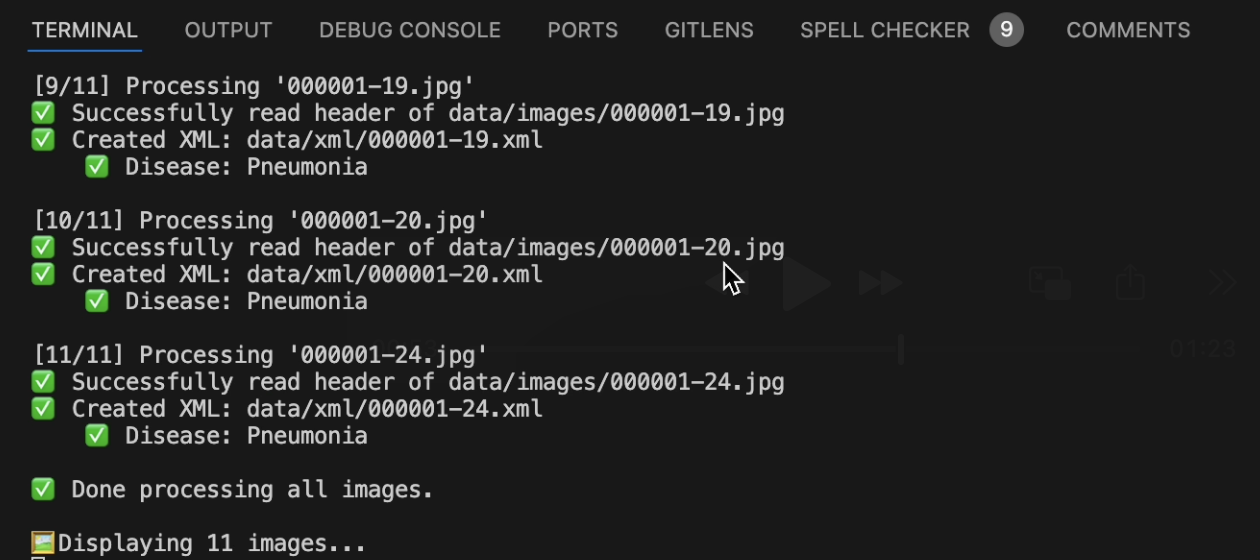 TERMINAL OUTPUT DEBUG CONSOLE PORTS GITLENS SPELL CHECKER 9 COMMENTS
[9/11] Processing '000001-19.jpg'
✅ Successfully read header of data/images/000001-19.jpg
✅ Created XML: data/xml/000001-19.xml
✅ Disease: Pneumonia
[10/11] Processing '000001-20.jpg'
✅ Successfully read header of data/images/000001-20.jpg
✅ Created XML: data/xml/000001-20.xml
✅ Disease: Pneumonia
[11/11] Processing '000001-24.jpg'
01:23
✅ Successfully read header of data/images/000001-24.jpg
✅ Created XML: data/xml/000001-24.xml
✅ Disease: Pneumonia
✅ Done processing all images.
🖼️Displaying 11 images...